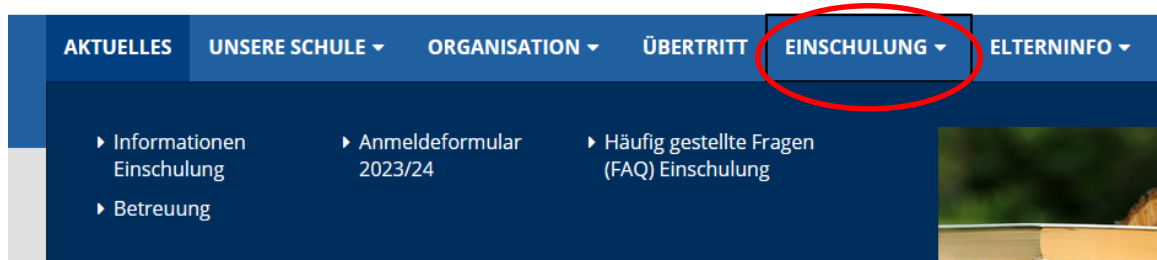 AKTUELLES UNSERE SCHULE ORGANISATION ÜBERTRITT EINSCHULUNG ELTERNINFO
Informationen
Einschulung
Betreuung
Anmeldeformular
2023/24
Häufig gestellte Fragen
(FAQ) Einschulung